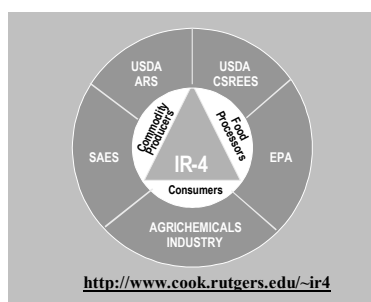 USDA
ARS
USDA
CSREES
Commodity
Producers
Food
Processors
SAES
IR-4
EPA
Consumers
AGRICHEMICALS
INDUSTRY
http://www.cook.rutgers.edu/~ir4